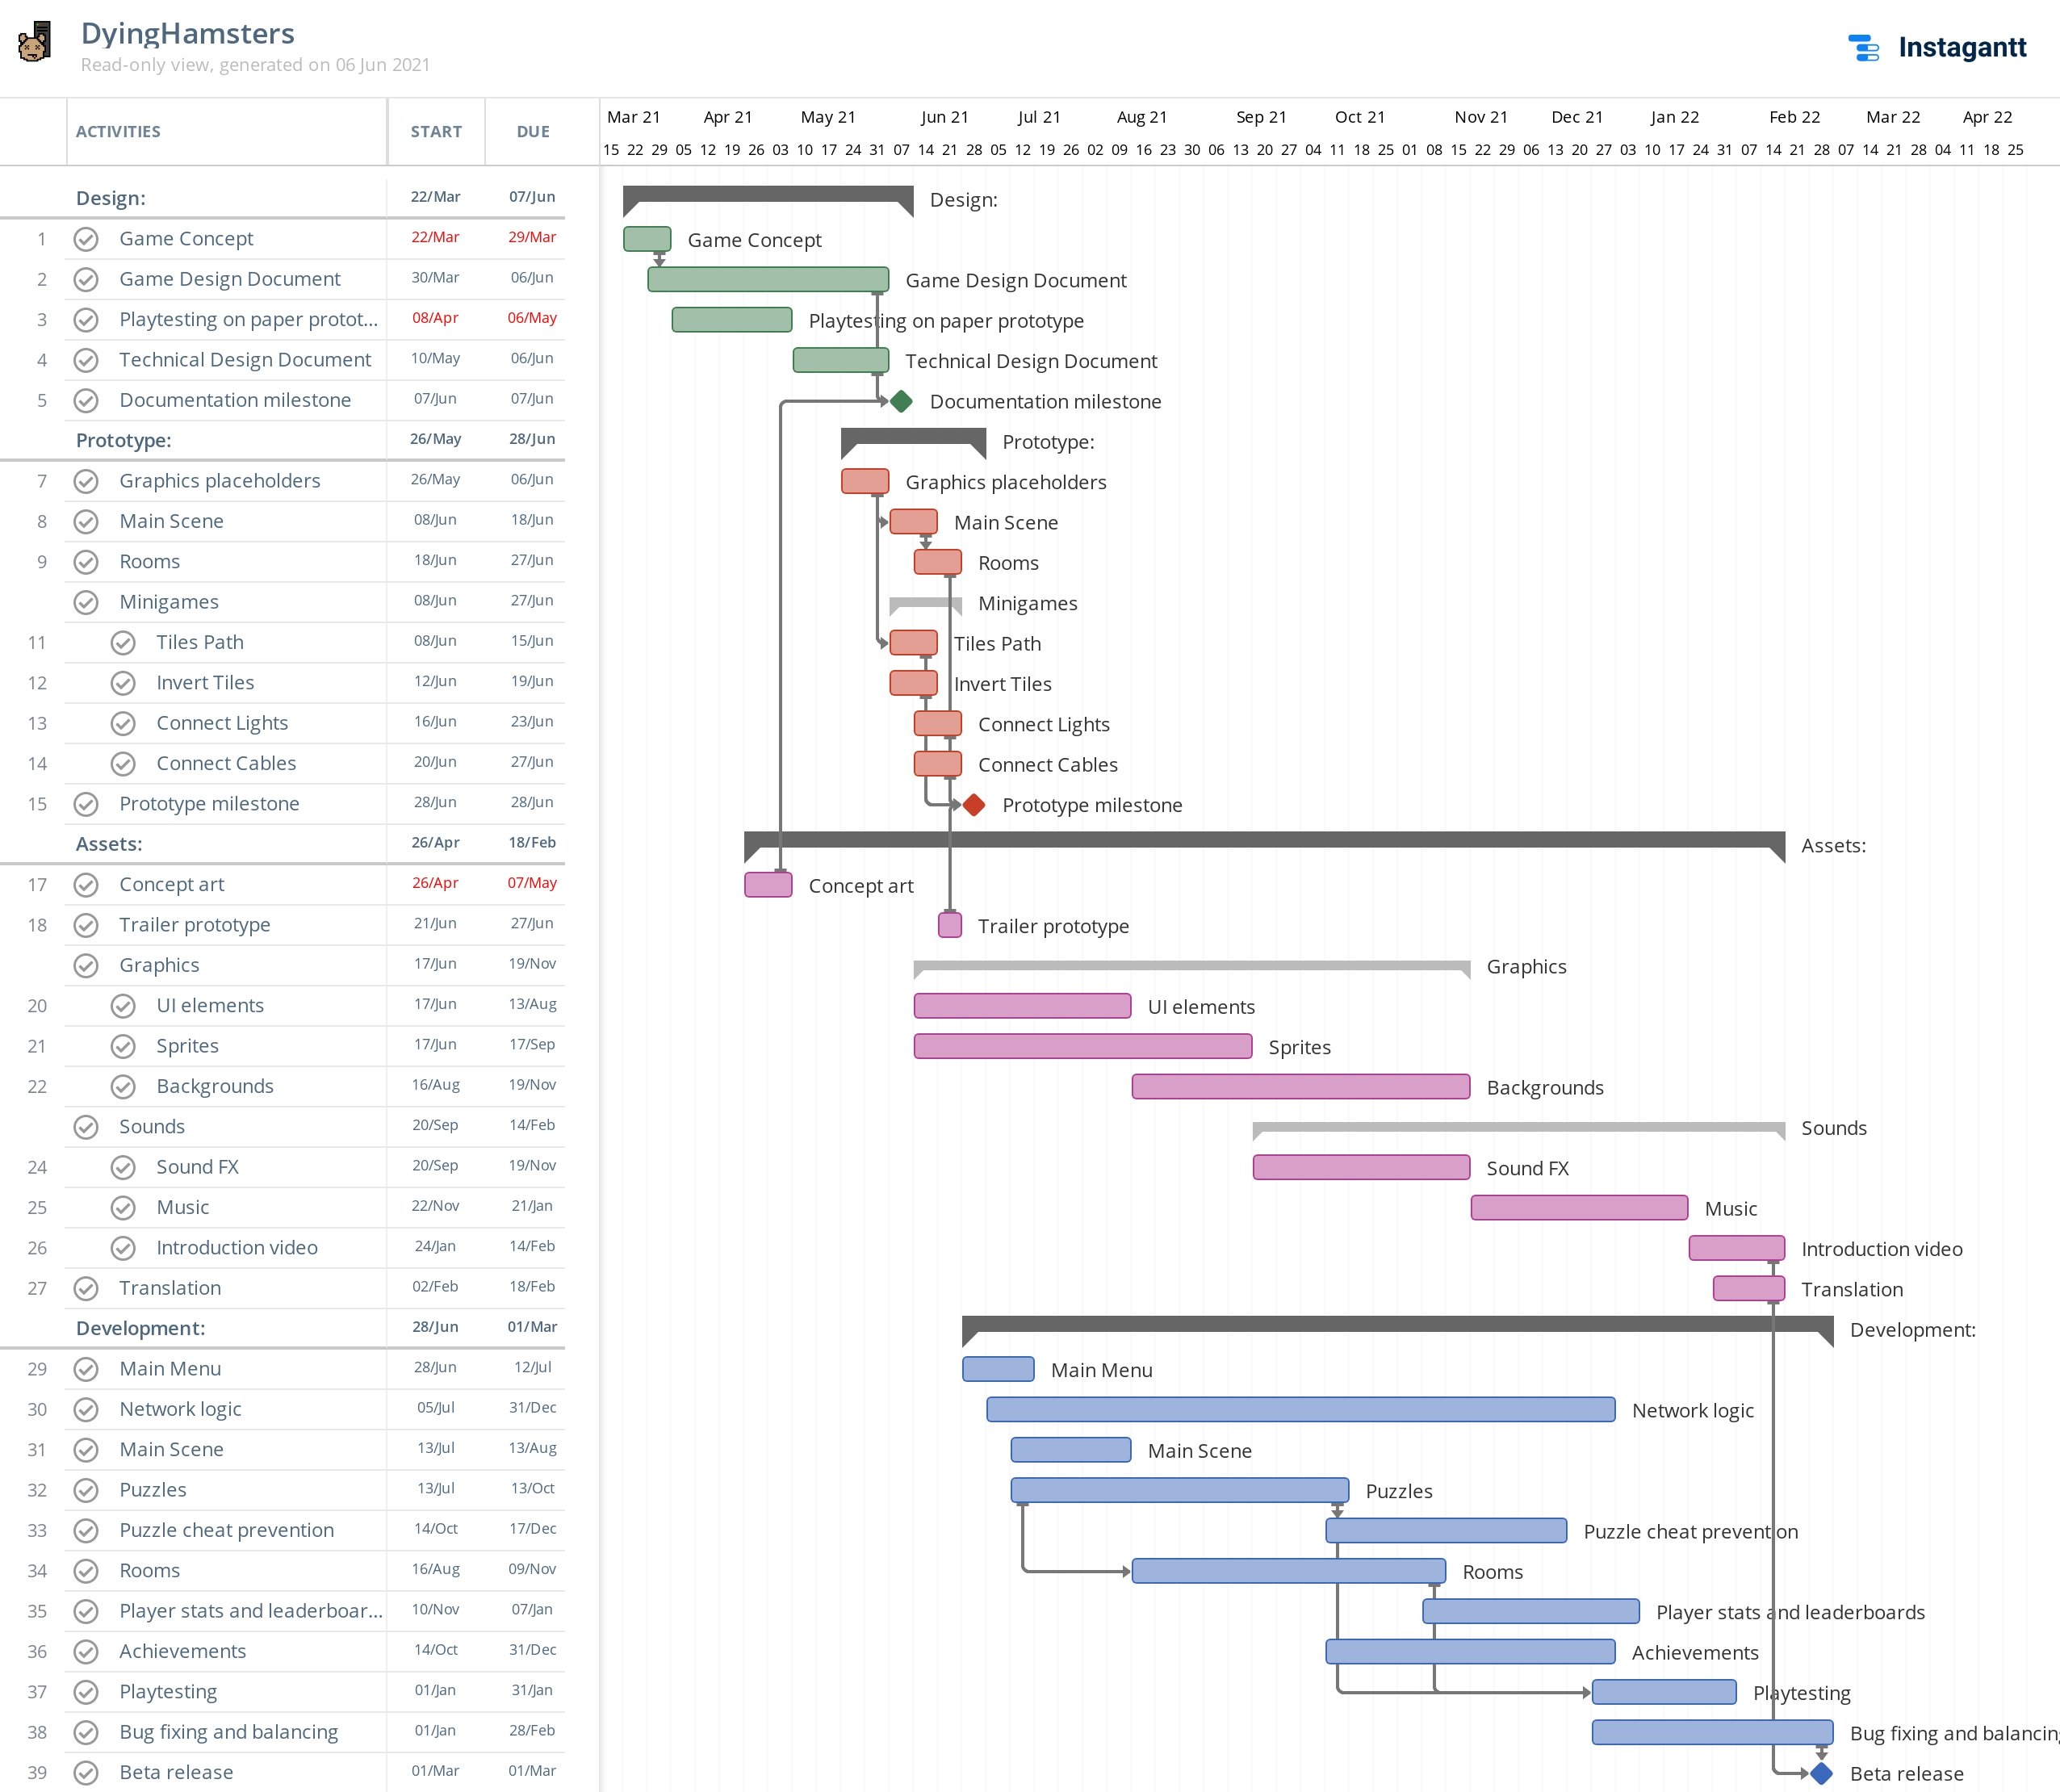 DyingHamsters
Read-only view, generated on 06 Jun 2021
Instagantt
ACTIVITIES START DUE
Mar 21 Apr 21 May 21 Jun 21 Jul 21 Aug 21 Sep 21 Oct 21 Nov 21 Dec 21 Jan 22 Feb 22 Mar 22 Apr 22
15 22 29 05 12 19 26 03 10 17 24 31 07 14 21 28 05 12 19 26 02 09 16 23 30 06 13 20 27 04 11 18 25 01 08 15 22 29 06 13 20 27 03 10 17 24 31 07 14 21 28 07 14 21 28 04 11 18 25
Design: 22/Mar 07/Jun Design:
1 Game Concept 22/Mar 29/Mar Game Concept
2 Game Design Document 30/Mar 06/Jun Game Design Document
3 Playtesting on paper protot... 08/Apr 06/May Playtesting on paper prototype
4 Technical Design Document 10/May 06/Jun Technical Design Document
5 Documentation milestone 07/Jun 07/Jun Documentation milestone
Prototype: 26/May 28/Jun Prototype:
7 Graphics placeholders 26/May 06/Jun Graphics placeholders
8 Main Scene 08/Jun 18/Jun Main Scene
9 Rooms 18/Jun 27/Jun Rooms
Minigames 08/Jun 27/Jun Minigames
11 Tiles Path 08/Jun 15/Jun Tiles Path
12 Invert Tiles 12/Jun 19/Jun Invert Tiles
13 Connect Lights 16/Jun 23/Jun Connect Lights
14 Connect Cables 20/Jun 27/Jun Connect Cables
15 Prototype milestone 28/Jun 28/Jun Prototype milestone
Assets: 26/Apr 18/Feb Assets:
17 Concept art 26/Apr 07/May Concept art
18 Trailer prototype 21/Jun 27/Jun Trailer prototype
Graphics 17/Jun 19/Nov Graphics
20 UI elements 17/Jun 13/Aug UI elements
21 Sprites 17/Jun 17/Sep Sprites
22 Backgrounds 16/Aug 19/Nov Backgrounds
Sounds 20/Sep 14/Feb Sounds
24 Sound FX 20/Sep 19/Nov Sound FX
25 Music 22/Nov 21/Jan Music
26 Introduction video 24/Jan 14/Feb Introduction video
27 Translation 02/Feb 18/Feb Translation
Development: 28/Jun 01/Mar Development:
29 Main Menu 28/Jun 12/Jul Main Menu
30 Network logic 05/Jul 31/Dec Network logic
31 Main Scene 13/Jul 13/Aug Main Scene
32 Puzzles 13/Jul 13/Oct Puzzles
33 Puzzle cheat prevention 14/Oct 17/Dec Puzzle cheat prevention
34 Rooms 16/Aug 09/Nov Rooms
35 Player stats and leaderboar... 10/Nov 07/Jan Player stats and leaderboards
36 Achievements 14/Oct 31/Dec Achievements
37 Playtesting 01/Jan 31/Jan Playtesting
38 Bug fixing and balancing 01/Jan 28/Feb Bug fixing and balancing
39 Beta release 01/Mar 01/Mar Beta release